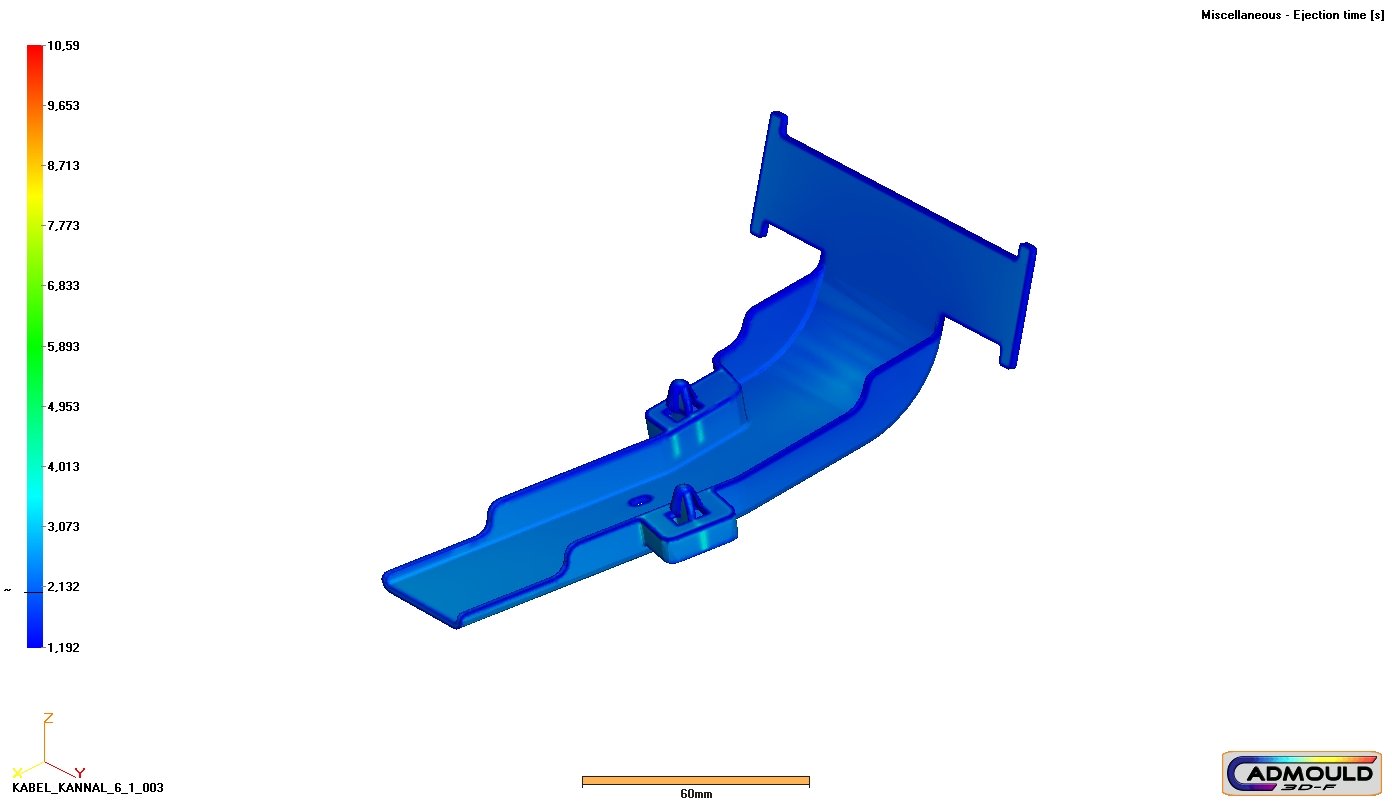 Miscellaneous - Ejection time [s]
10,59
9,653
8,713
7,773
6,833
5,893
4,953
4,013
3,073
~
2,132
1,192
Z
X
Y
KABEL_KANNAL_6_1_003
60mm
CADMOULD
3D-F